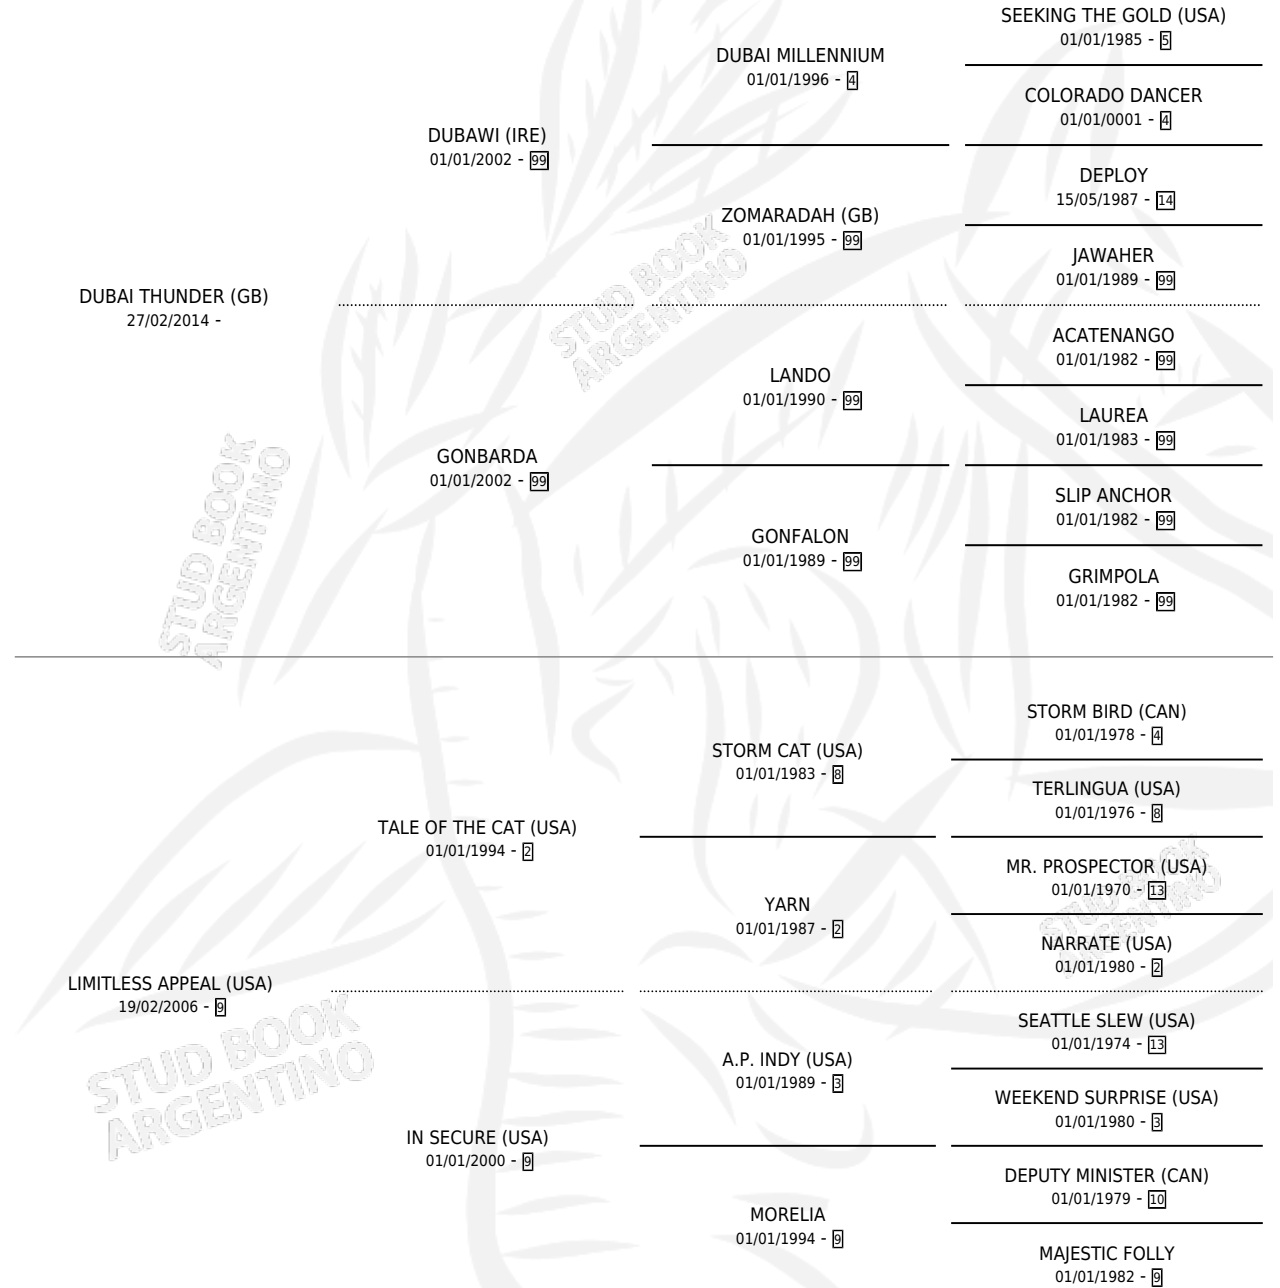 SEEKING THE GOLD (USA)
01/01/1985 - 5
DUBAI MILLENNIUM
01/01/1996 - 4
COLORADO DANCER
01/01/0001 - 4
DUBAWI (IRE)
01/01/2002 - 99
DEPLOY
15/05/1987 - 14
ZOMARADAH (GB)
01/01/1995 - 99
JAWAHER
01/01/1989 - 99
DUBAI THUNDER (GB)
27/02/2014 -
STUD BOOK
ARGENTINO
ACATENANGO
01/01/1982 - 99
LANDO
01/01/1990 - 99
LAUREA
01/01/1983 - 99
GONBARDA
01/01/2002 - 99
SLIP ANCHOR
01/01/1982 - 99
GONFALON
01/01/1989 - 99
GRIMPOLA
01/01/1982 - 99
STUD BOOK
ARGENTINO
STORM BIRD (CAN)
01/01/1978 - 4
STORM CAT (USA)
01/01/1983 - 8
TERLINGUA (USA)
01/01/1976 - 8
TALE OF THE CAT (USA)
01/01/1994 - 2
MR. PROSPECTOR (USA)
01/01/1970 - 13
YARN
01/01/1987 - 2
STUD BOOK
ARGENTINO
NARRATE (USA)
01/01/1980 - 2
LIMITLESS APPEAL (USA)
19/02/2006 - 9
SEATTLE SLEW (USA)
01/01/1974 - 13
A.P. INDY (USA)
01/01/1989 - 3
WEEKEND SURPRISE (USA)
01/01/1980 - 3
STUD BOOK
ARGENTINO
IN SECURE (USA)
01/01/2000 - 9
DEPUTY MINISTER (CAN)
01/01/1979 - 10
MORELIA
01/01/1994 - 9
MAJESTIC FOLLY
01/01/1982 - 9